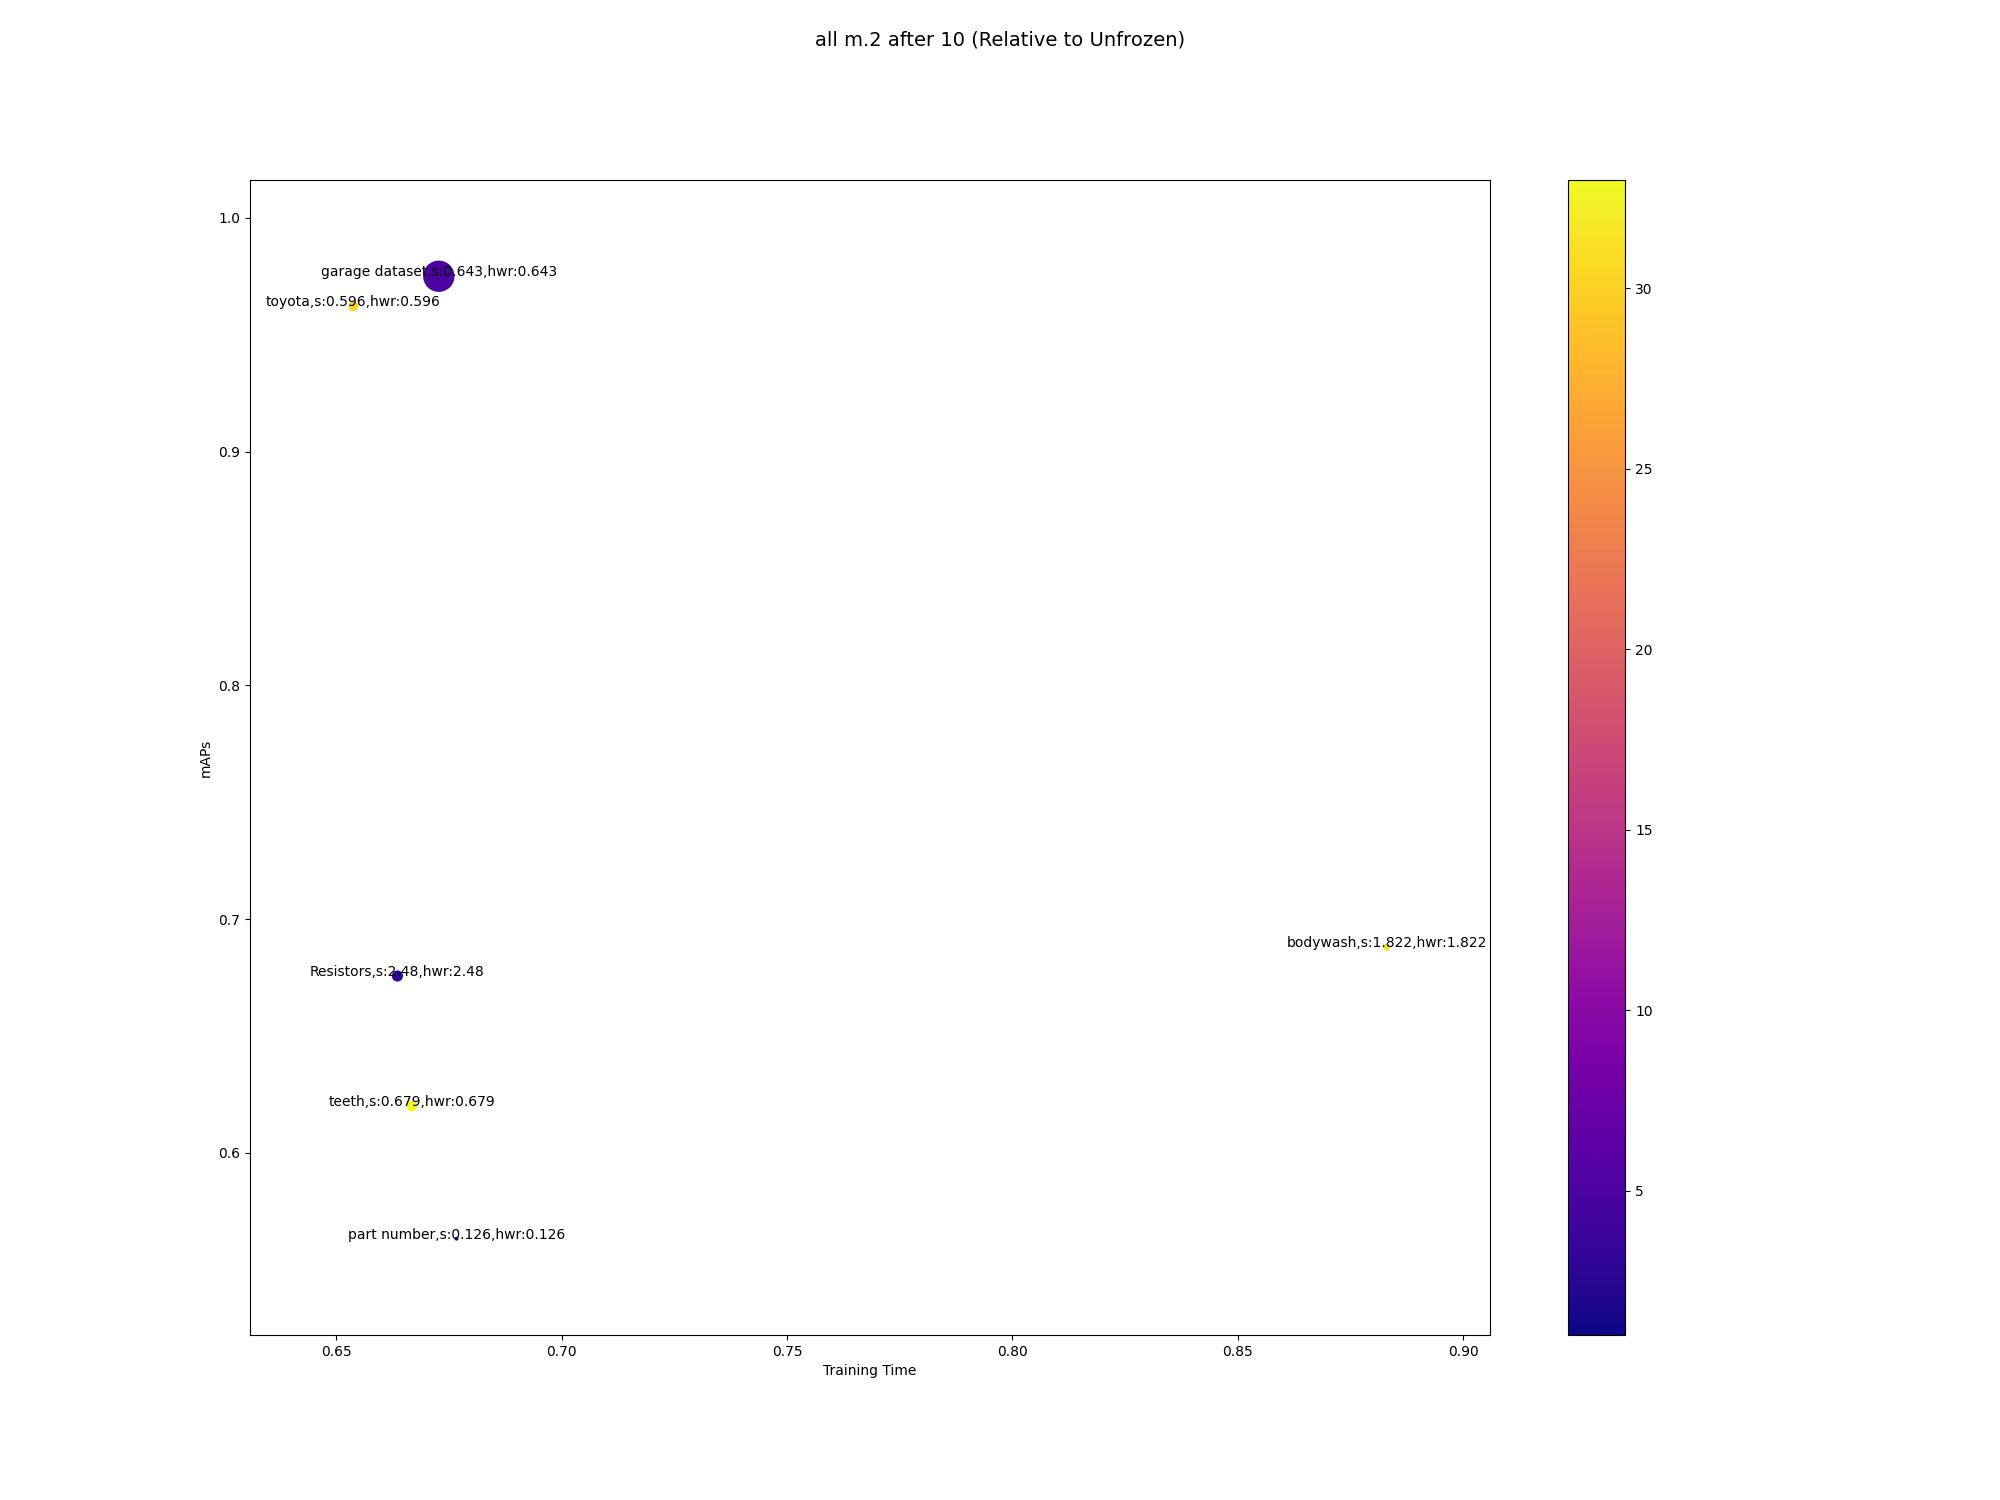 all m.2 after 10 (Relative to Unfrozen)
1.0
0.9
0.8
0.7
0.6
mAPs
garage dataset,s:0.643,hwr:0.643
toyota,s:0.596,hwr:0.596
bodywash,s:1.822,hwr:1.822
Resistors,s:2.48,hwr:2.48
teeth,s:0.679,hwr:0.679
part number,s:0.126,hwr:0.126
0.65 0.70 0.75 0.80 0.85 0.90
Training Time
30
25
20
15
10
5